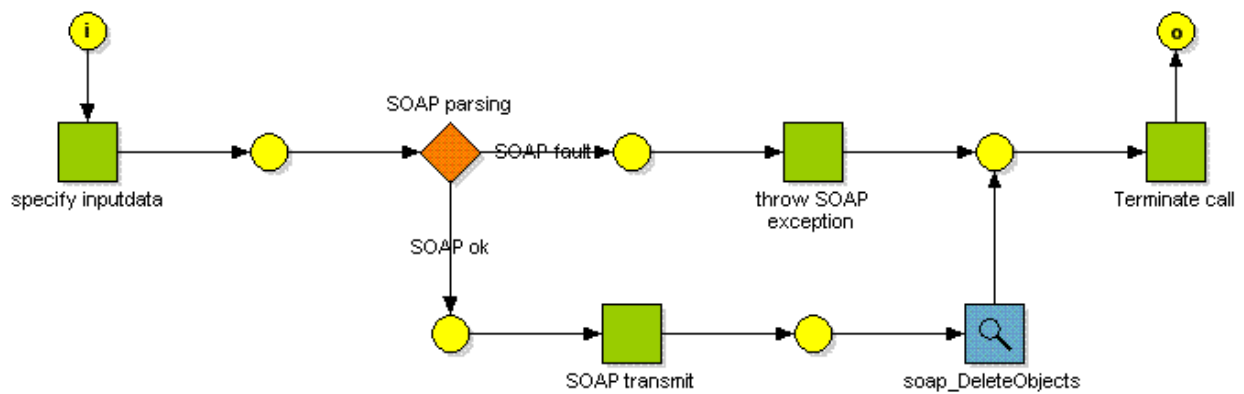 i
o
SOAP parsing
SOAP fault
specify inputdata
throw SOAP
exception
Terminate call
SOAP ok
SOAP transmit
soap_DeleteObjects